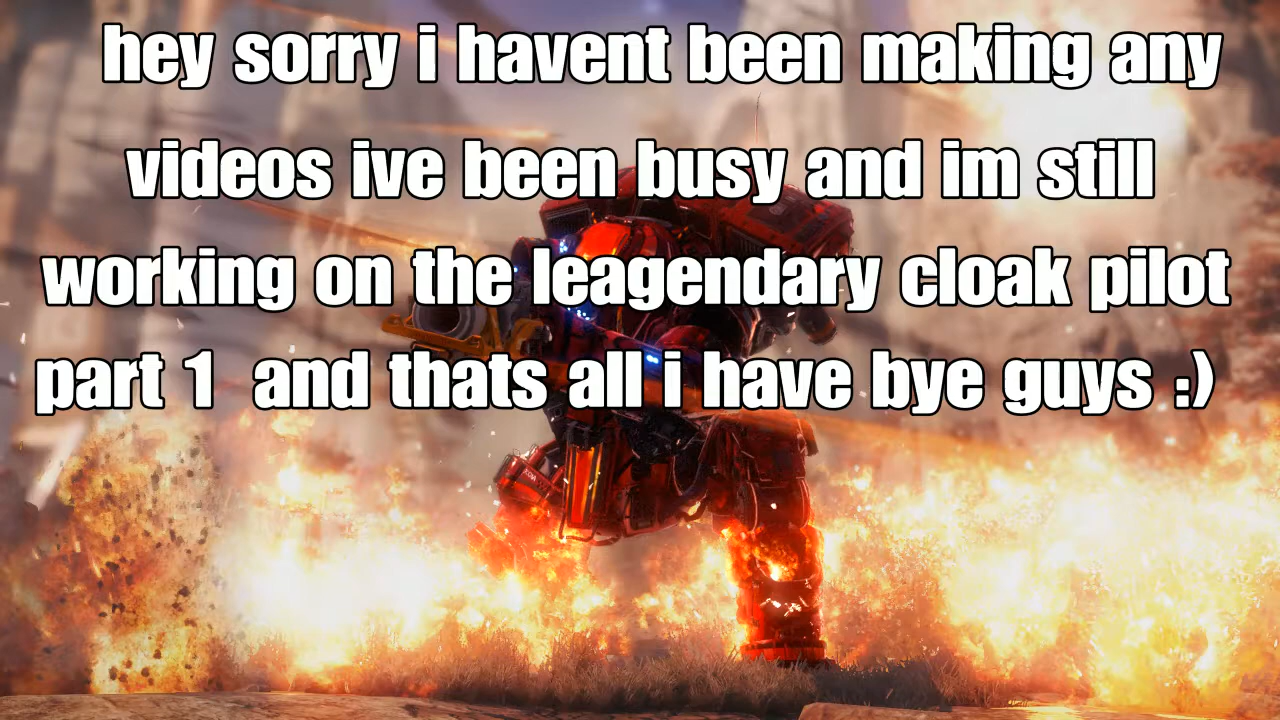 hey sorry i havent been making any
videos ive been busy and im still
working on the leagendary cloak pilot
part 1  and thats all i have bye guys :)